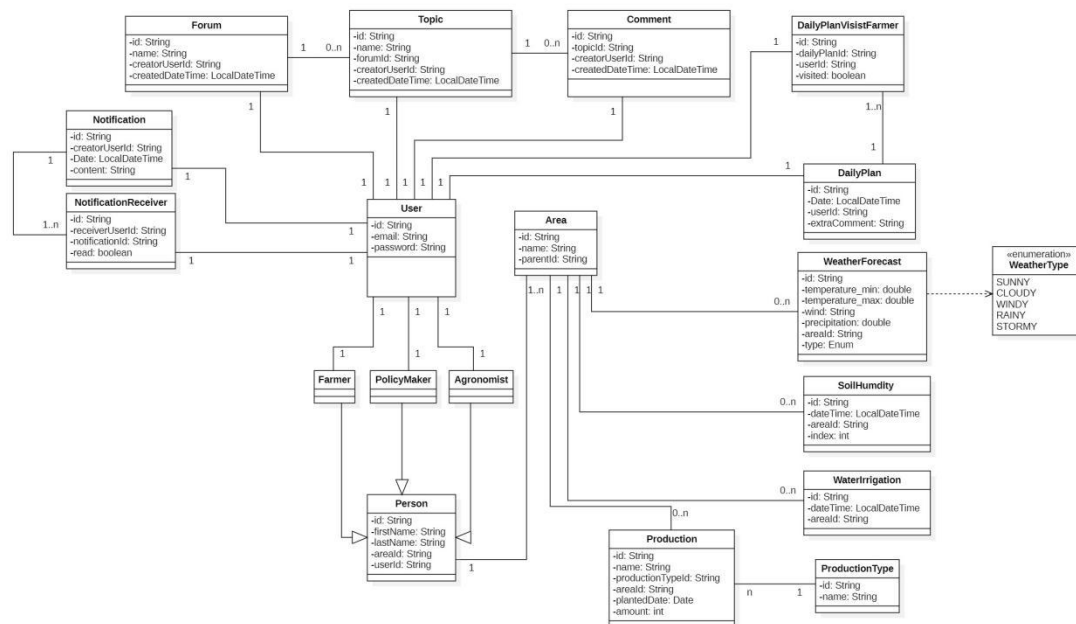 Forum
-id: String
-name: String
-creatorUserId: String
-createdDateTime: LocalDateTime
1
0..n
Topic
-id: String
-name: String
-forumId: String
-creatorUserId: String
-createdDateTime: LocalDateTime
1
0..n
Comment
-id: String
-topicId: String
-creatorUserId: String
-createdDateTime: LocalDateTime
DailyPlanVisistFarmer
-id: String
-dailyPlanId: String
-userId: String
-visited: boolean
1
1
1
1
1..n
1
Notification
-id: String
-creatorUserId: String
-Date: LocalDateTime
-content: String
1
1
1..n
NotificationReceiver
-id: String
-receiverUserId: String
-notificationId: String
-read: boolean
1
1
1
1
1
1
1
1
1
User
-id: String
-email: String
-password: String
1
DailyPlan
-id: String
-Date: LocalDateTime
-userId: String
-extraComment: String
Area
-id: String
-name: String
-parentId: String
1..n
1
1
1
1
0..n
WeatherForecast
-id: String
-temperature_min: double
-temperature_max: double
-wind: String
-precipitation: double
-areaId: String
-type: Enum
«enumeration»
WeatherType
SUNNY
CLOUDY
WINDY
RAINY
STORMY
1
1
1
1
1
1
Farmer
PolicyMaker
Agronomist
0..n
SoilHumdity
-id: String
-dateTime: LocalDateTime
-areaId: String
-index: int
0..n
WaterIrrigation
-id: String
-dateTime: LocalDateTime
-areaId: String
Person
-id: String
-firstName: String
-lastName: String
-areaId: String
-userId: String
1
0..n
Production
-id: String
-name: String
-productionTypeId: String
-areaId: String
-plantedDate: Date
-amount: int
n
1
ProductionType
-id: String
-name: String